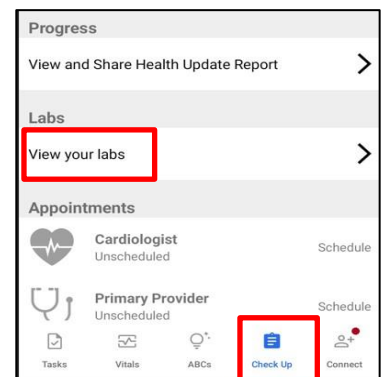 Progress
View and Share Health Update Report
Labs
View your labs
Appointments
Cardiologist
Unscheduled
Schedule
Primary Provider
Unscheduled
Schedule
Tasks Vitals ABCs Check Up Connect